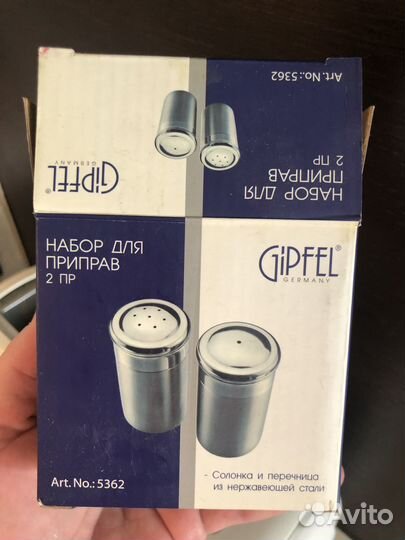 Art. No.: 5362
НАБОР ДЛЯ
ПРИПРАВ
2 ПР
GiPFEL®
GERMANY
НАБОР ДЛЯ
ПРИПРАВ
2 ПР
GiPFEL®
GERMANY
- Солонка и перечница
из нержавеющей стали
Art. No.: 5362
Avito